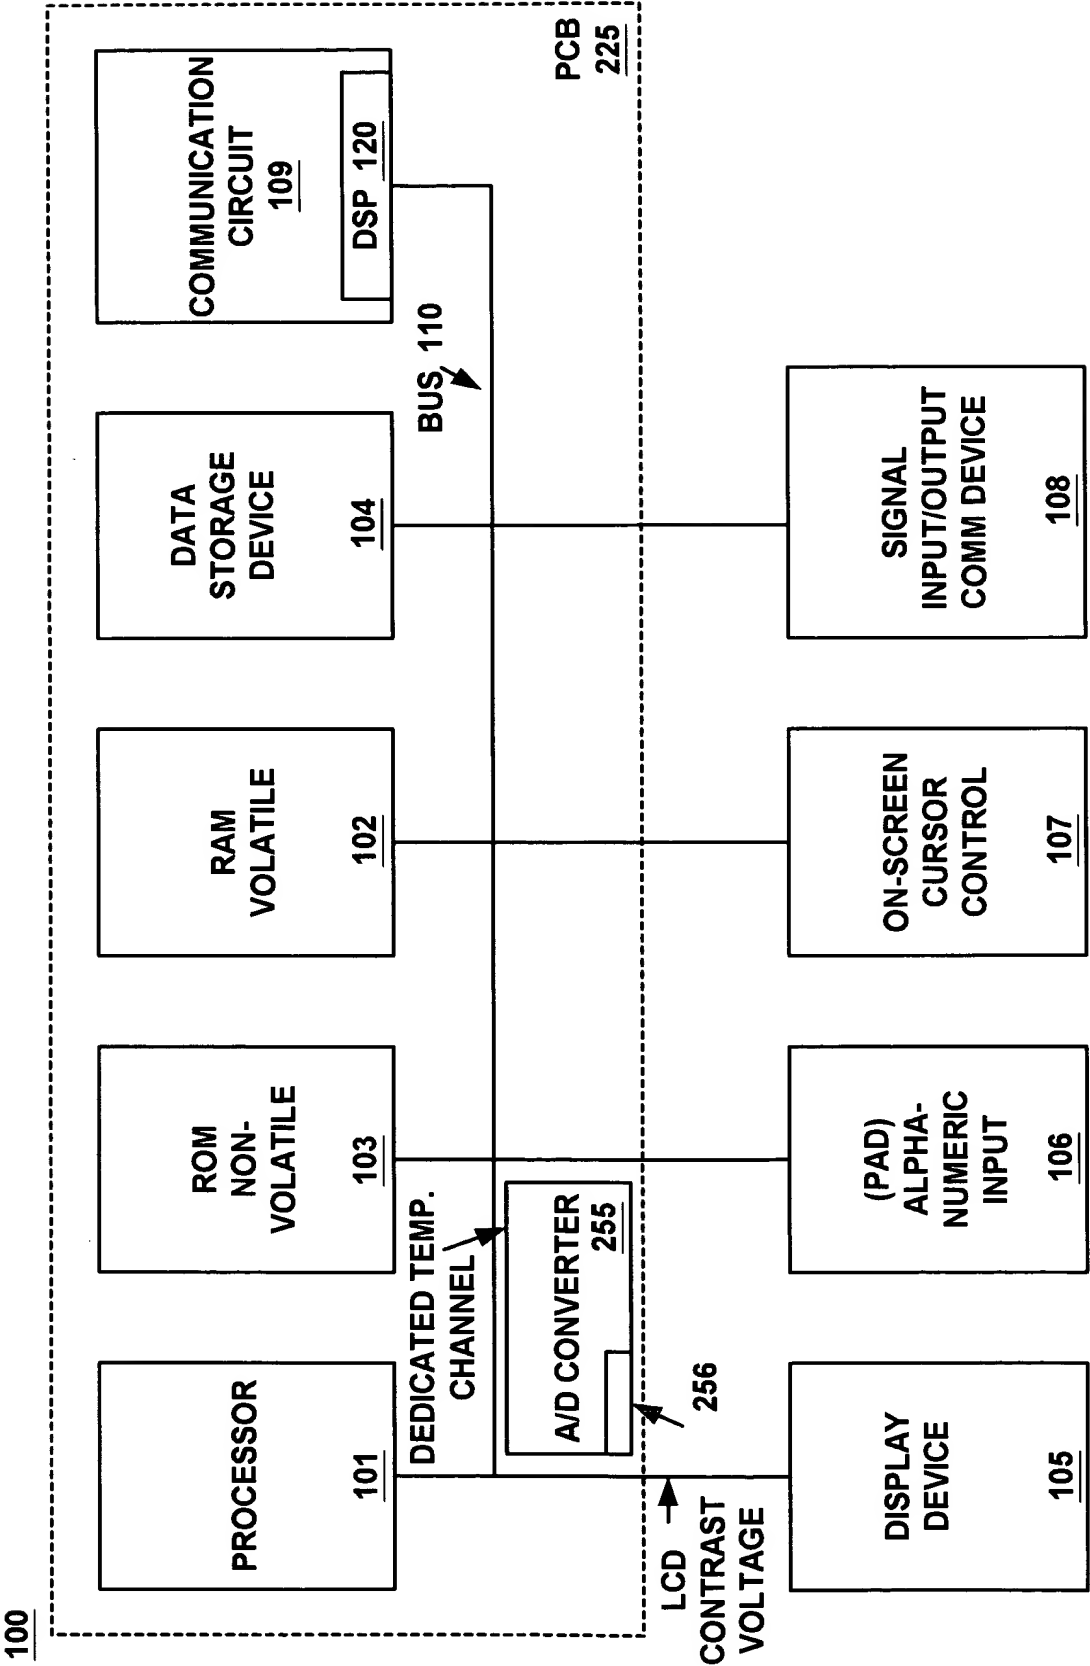 100
PROCESSOR
101
ROM
NON-
VOLATILE
103
RAM
VOLATILE
102
DATA
STORAGE
DEVICE
104
COMMUNICATION
CIRCUIT
109
DSP 120
BUS 110
DEDICATED TEMP.
CHANNEL
A/D CONVERTER
255
256
PCB
225
LCD
CONTRAST
VOLTAGE
DISPLAY
DEVICE
105
(PAD)
ALPHA-
NUMERIC
INPUT
106
ON-SCREEN
CURSOR
CONTROL
107
SIGNAL
INPUT/OUTPUT
COMM DEVICE
108